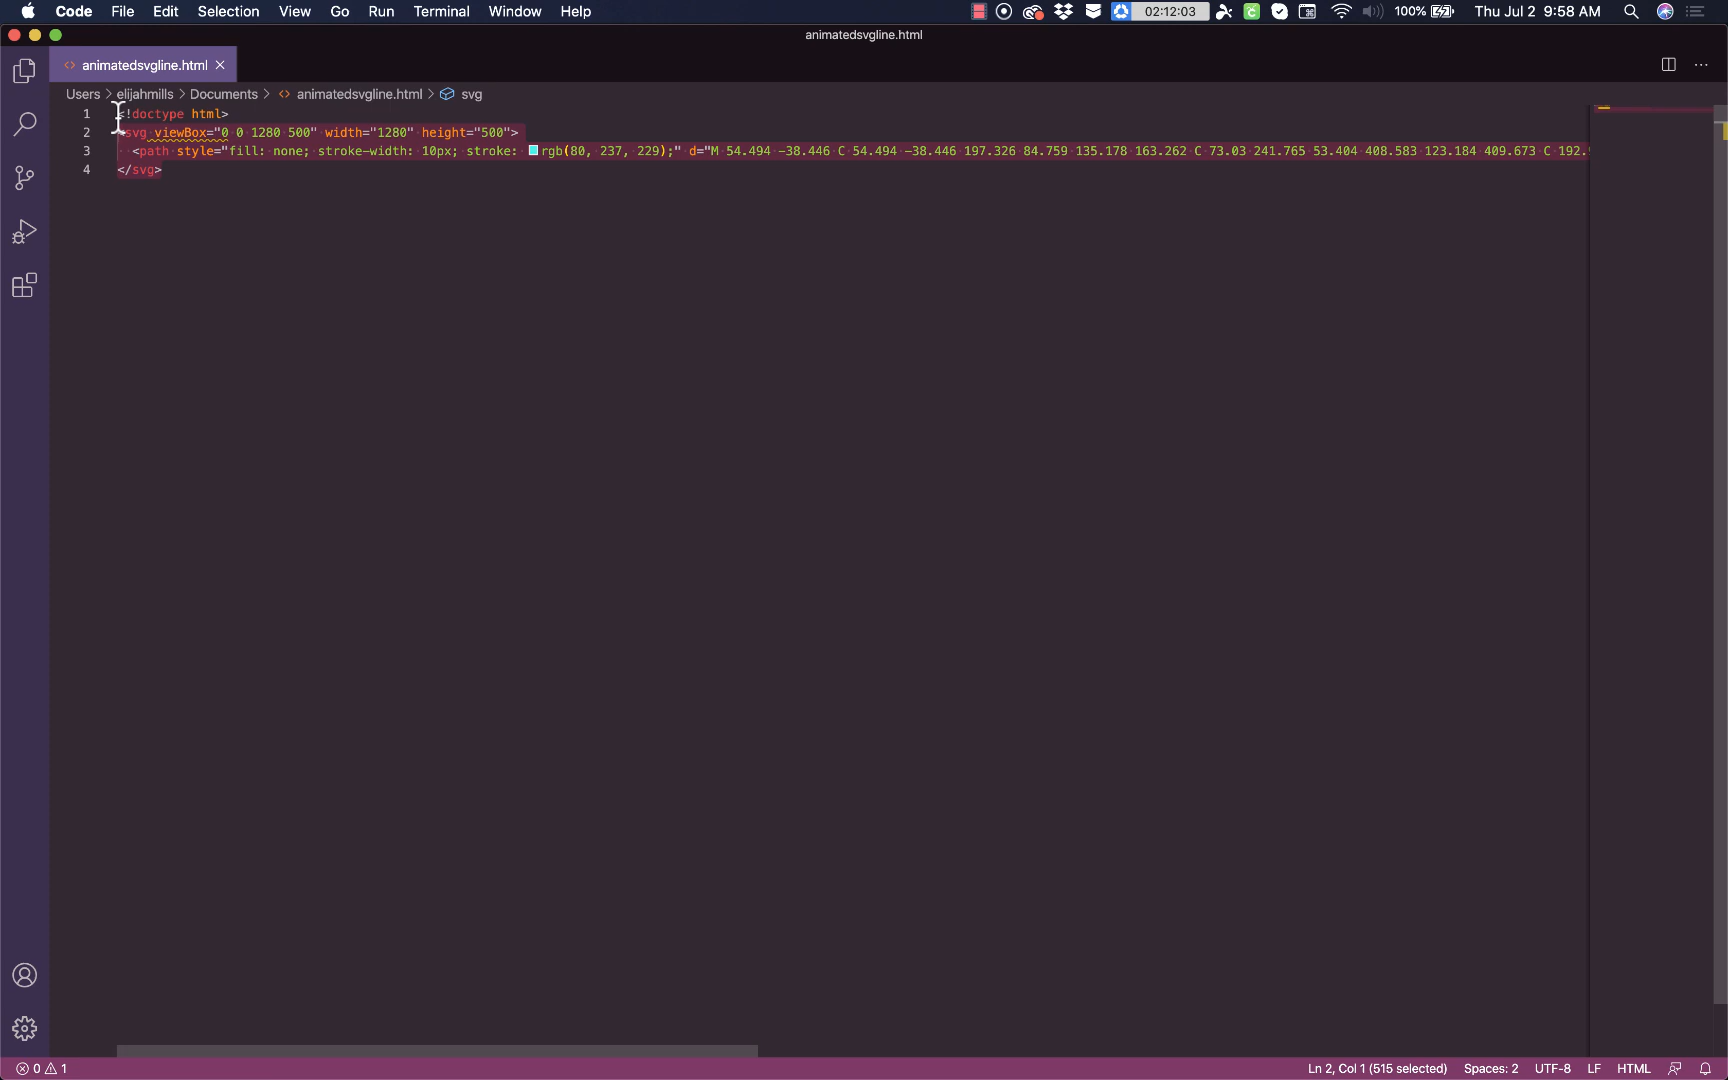 Code File Edit Selection View Go Run Terminal Window Help 02:12:03 100% Thu Jul 2 9:58 AM
animatedsvgline.html
animatedsvgline.html
Users > elijahmills > Documents > animatedsvgline.html > svg
1 <!doctype html>
2 <svg viewBox="0 0 1280 500" width="1280" height="500">
3 <path style="fill: none; stroke-width: 10px; stroke: rgb(80, 237, 229);" d="M 54.494 -38.446 C 54.494 -38.446 197.326 84.759 135.178 163.262 C 73.03 241.765 53.404 408.583 123.184 409.673 C 192.
4 </svg>
0 1 Ln 2, Col 1 (515 selected) Spaces: 2 UTF-8 LF HTML